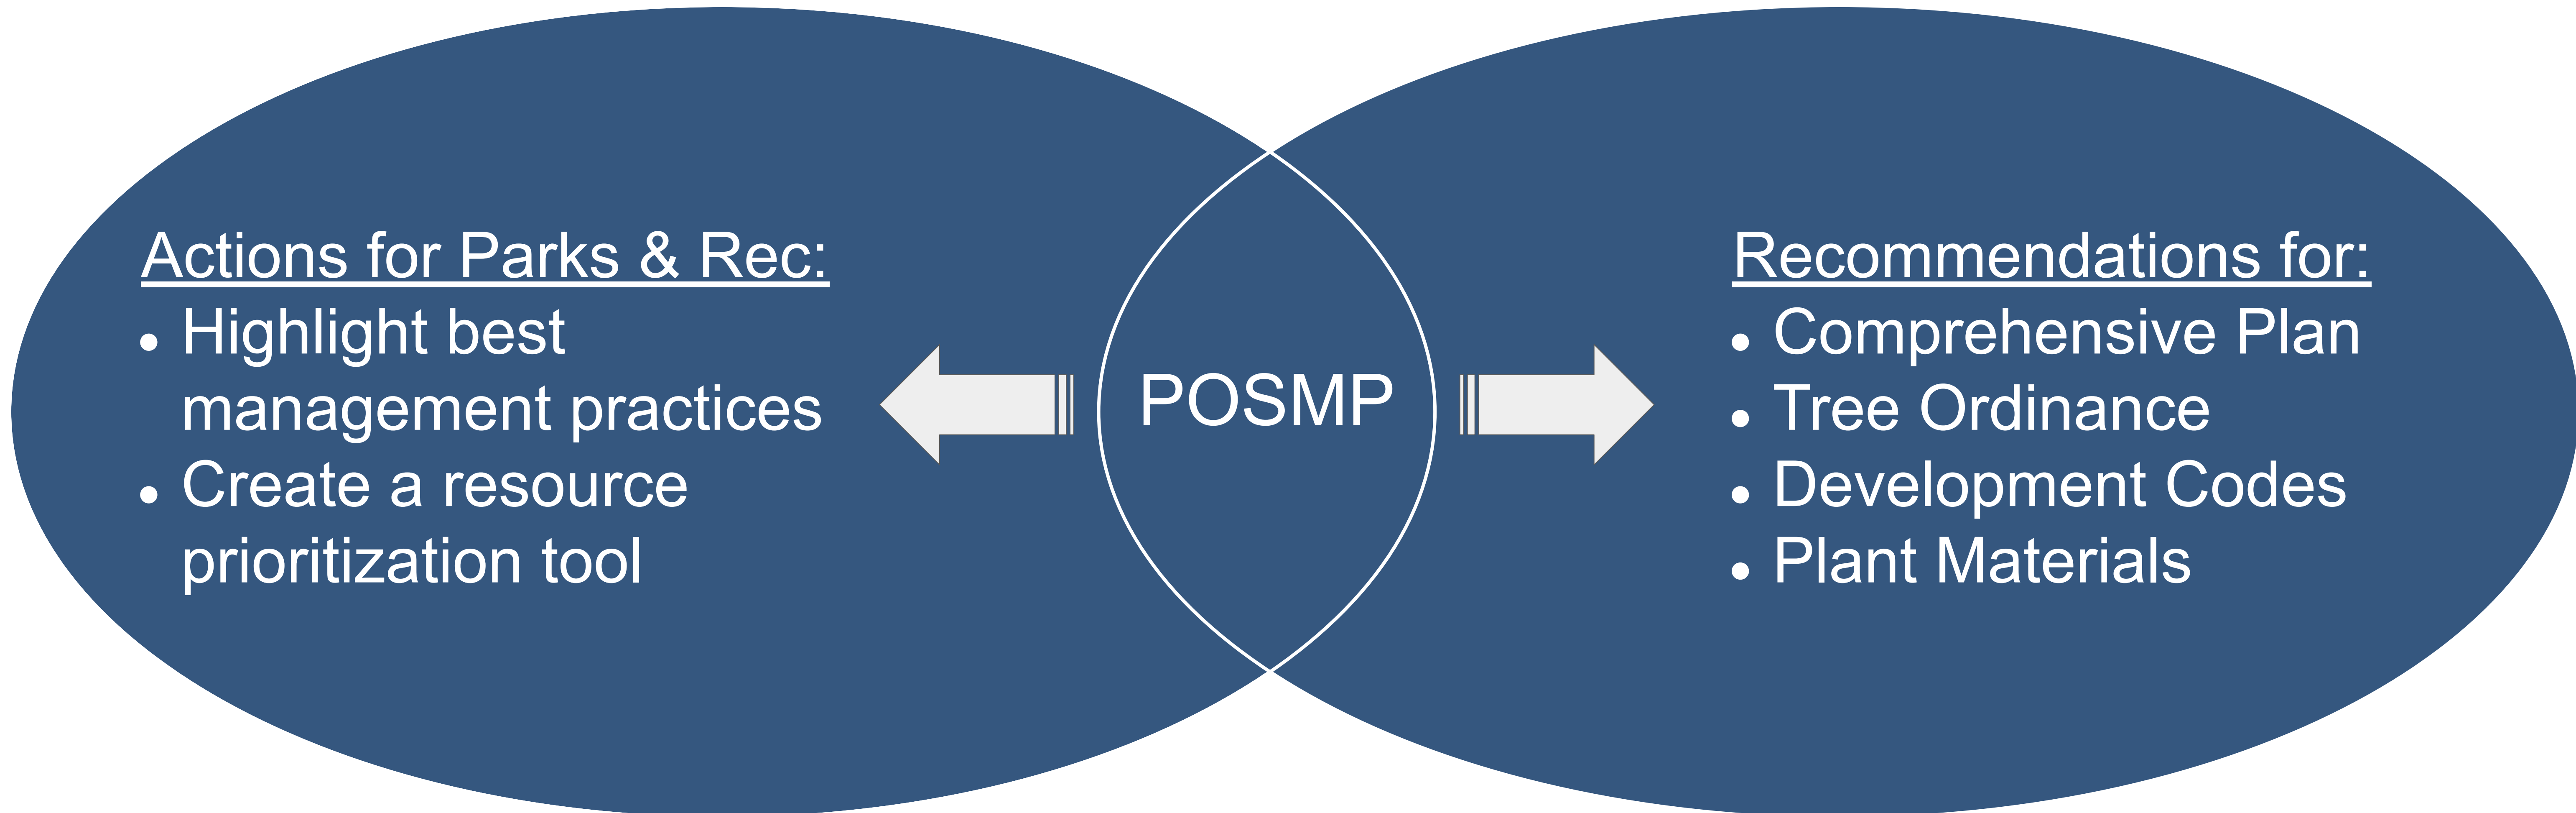 Actions for Parks & Rec:
• Highlight best
management practices
• Create a resource
prioritization tool
POSMP
Recommendations for:
• Comprehensive Plan
• Tree Ordinance
• Development Codes
• Plant Materials